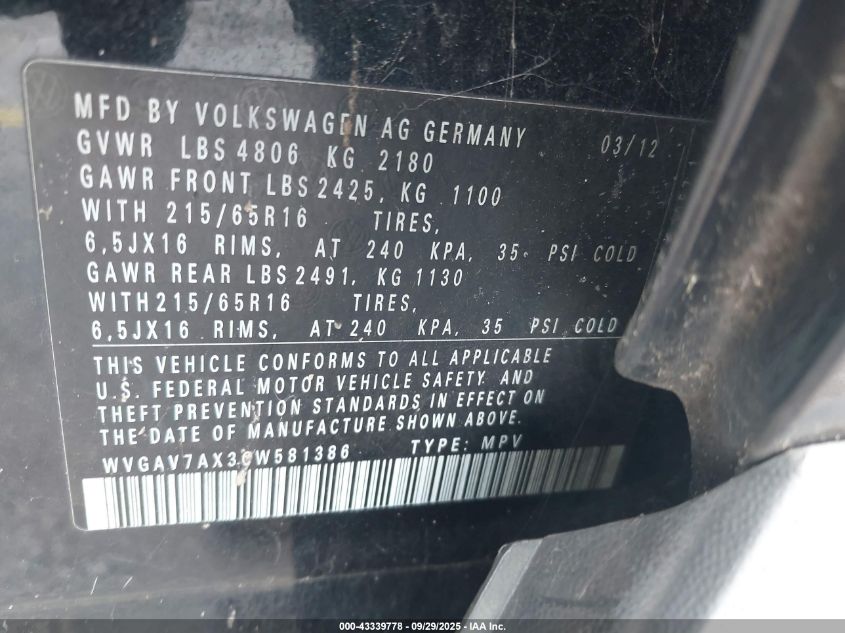 MFD BY VOLKSWAGEN AG GERMANY 03/12
GVWR LBS 4806 KG 2180
GAWR FRONT LBS 2425, KG 1100
WITH 215/65R16 TIRES,
6,5JX16 RIMS, AT 240 KPA, 35 PSI COLD
GAWR REAR LBS 2491, KG 1130
WITH 215/65R16 TIRES,
6,5JX16 RIMS, AT 240 KPA, 35 PSI COLD
THIS VEHICLE CONFORMS TO ALL APPLICABLE
U.S. FEDERAL MOTOR VEHICLE SAFETY AND
THEFT PREVENTION STANDARDS IN EFFECT ON
THE DATE OF MANUFACTURE SHOWN ABOVE.
WVGAV7AX3CW581386 TYPE: MPV
000-43339778 - 09/29/2025 - IAA Inc.